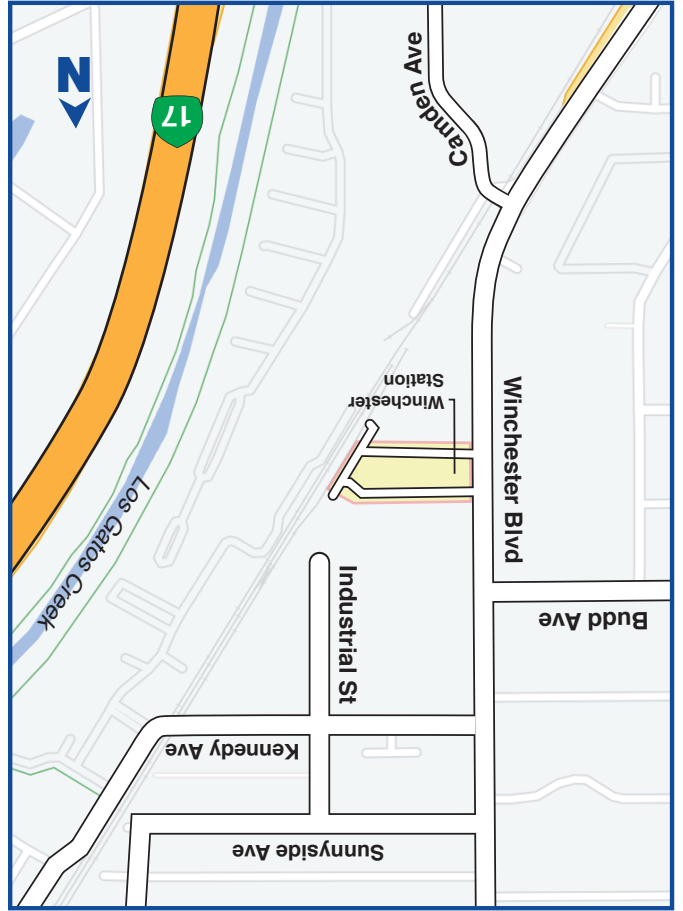 N
17
Camden Ave
Winchester
Station
Winchester Blvd
Los Gatos Creek
Industrial St
Budd Ave
Kennedy Ave
Sunnyside Ave